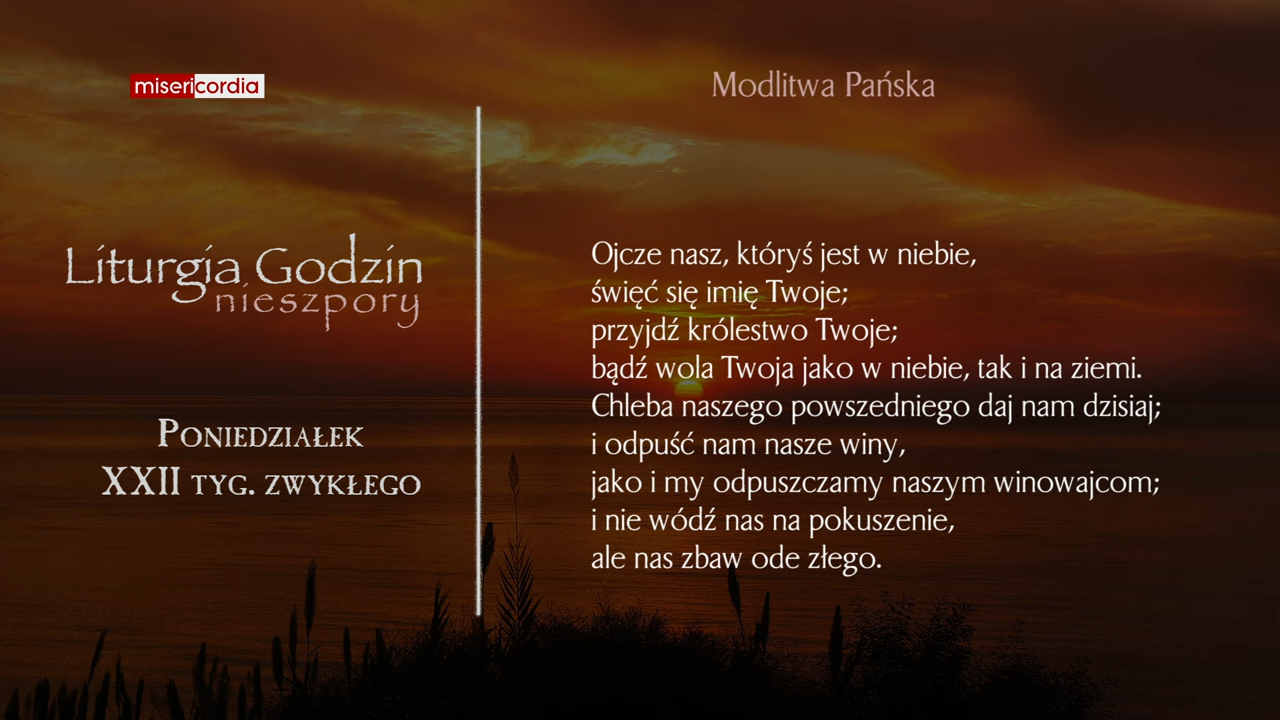 misericordia
Liturgia Godzin
nieszpory
Poniedziałek
XXII tyg. zwykłego
Modlitwa Pańska
Ojcze nasz, któryś jest w niebie,
święć się imię Twoje;
przyjdź królestwo Twoje;
bądź wola Twoja jako w niebie, tak i na ziemi.
Chleba naszego powszedniego daj nam dzisiaj;
i odpuść nam nasze winy,
jako i my odpuszczamy naszym winowajcom;
i nie wódź nas na pokuszenie,
ale nas zbaw ode złego.